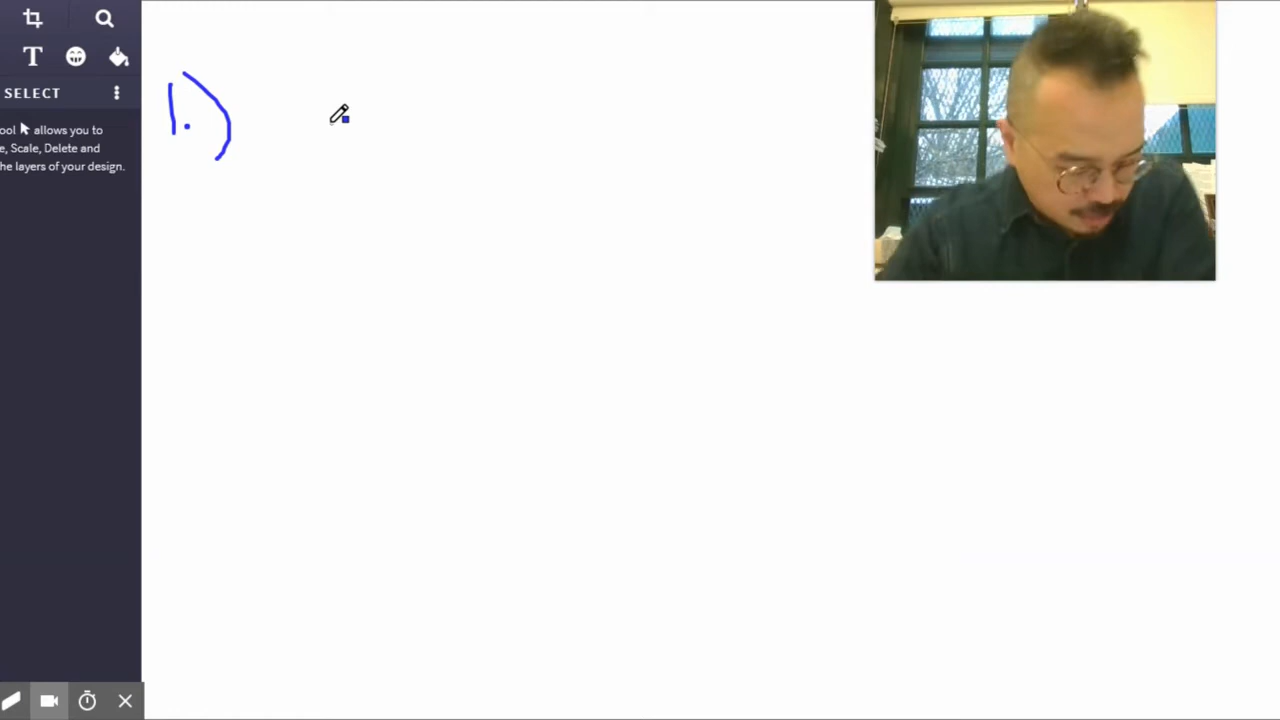 T
SELECT
ool allows you to
e, Scale, Delete and
he layers of your design.
1.)